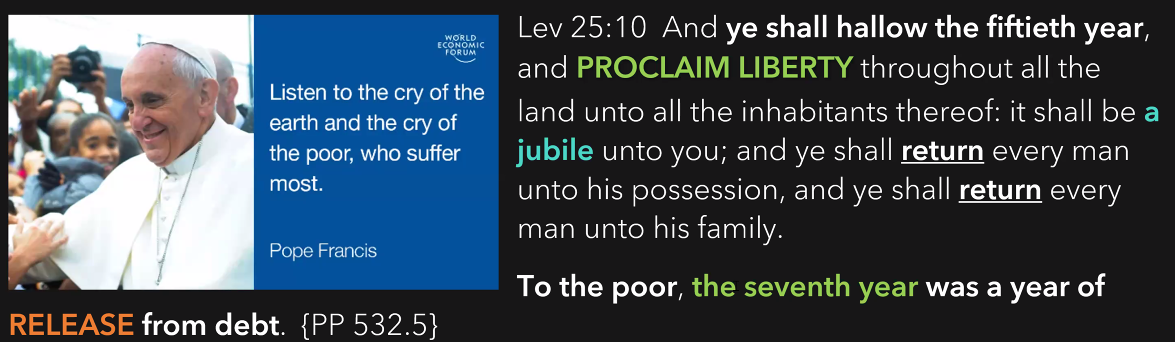 WORLD
ECONOMIC
FORUM
Listen to the cry of the
earth and the cry of
the poor, who suffer
most.
Pope Francis
Lev 25:10 And ye shall hallow the fiftieth year,
and PROCLAIM LIBERTY throughout all the
land unto all the inhabitants thereof: it shall be a
jubile unto you; and ye shall return every man
unto his possession, and ye shall return every
man unto his family.
To the poor, the seventh year was a year of
RELEASE from debt. {PP 532.5}